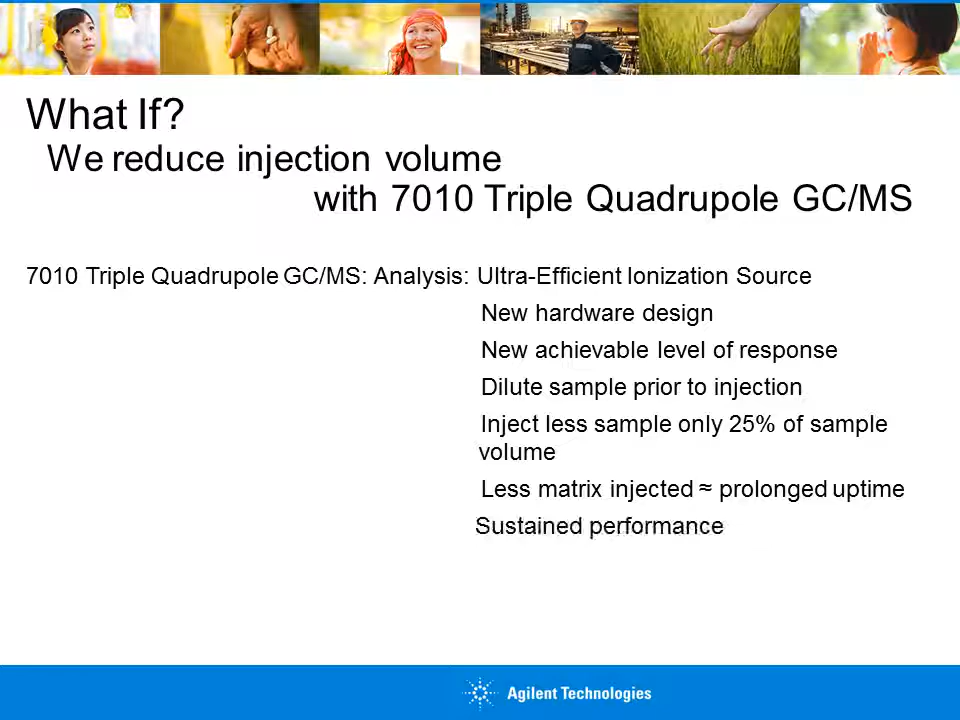 What If?
We reduce injection volume
with 7010 Triple Quadrupole GC/MS
7010 Triple Quadrupole GC/MS: Analysis: Ultra-Efficient Ionization Source
New hardware design
New achievable level of response
Dilute sample prior to injection
Inject less sample only 25% of sample
volume
Less matrix injected ≈ prolonged uptime
Sustained performance
Agilent Technologies